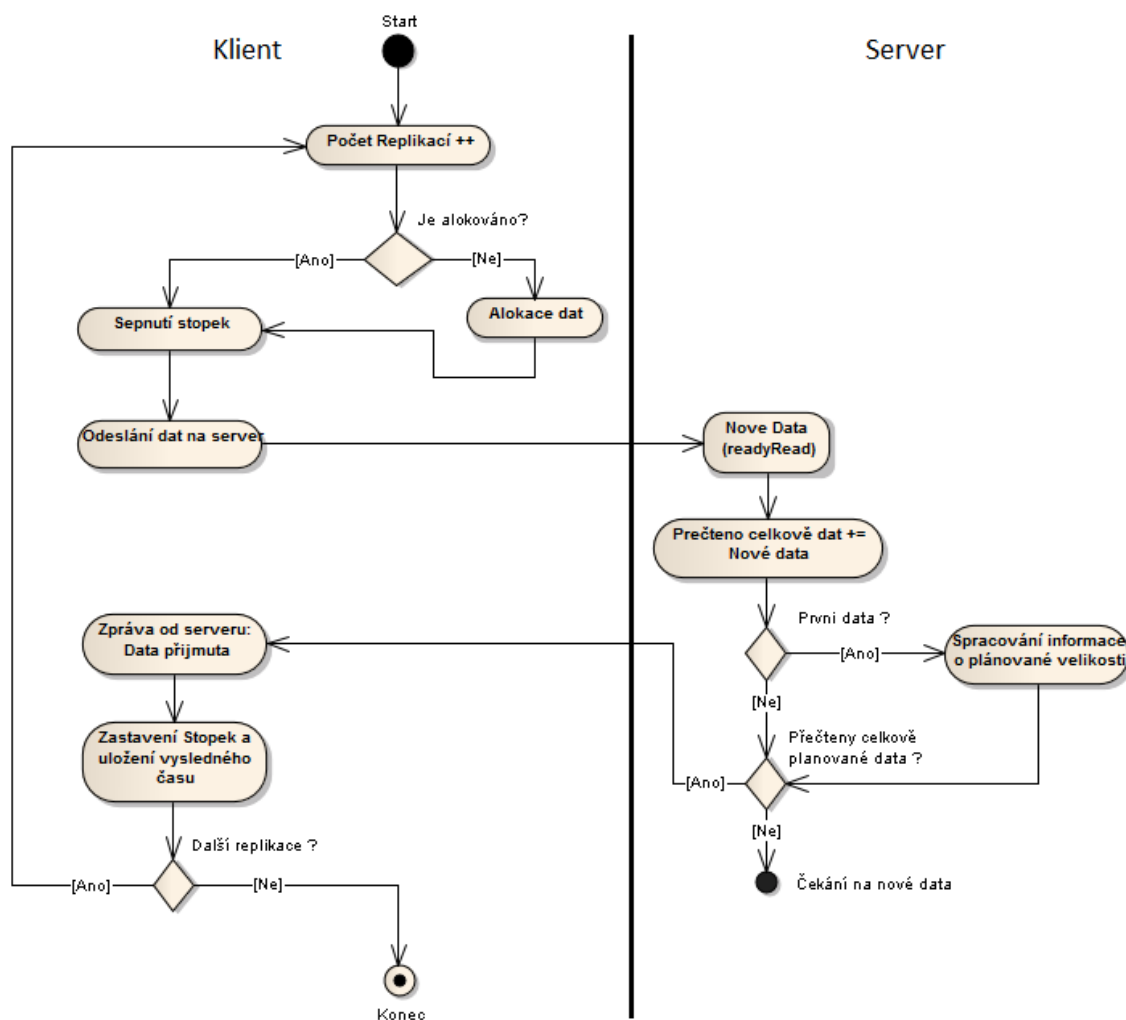 Start
Klient
Server
Počet Replikací ++
Je alokováno?
[Ano]
[Ne]
Sepnutí stopek
Alokace dat
Odeslání dat na server
Nove Data
(readyRead)
Prečteno celkově dat +=
Nové data
Prvni data ?
[Ano]
Spracování informace
o plánované velikosti
[Ne]
Zpráva od serveru:
Data přijmuta
Přečteny celkově
planované data ?
[Ano]
[Ne]
Zastavení Stopek a
uložení vysledného
času
Další replikace ?
[Ano]
[Ne]
Čekání na nové data
Konec